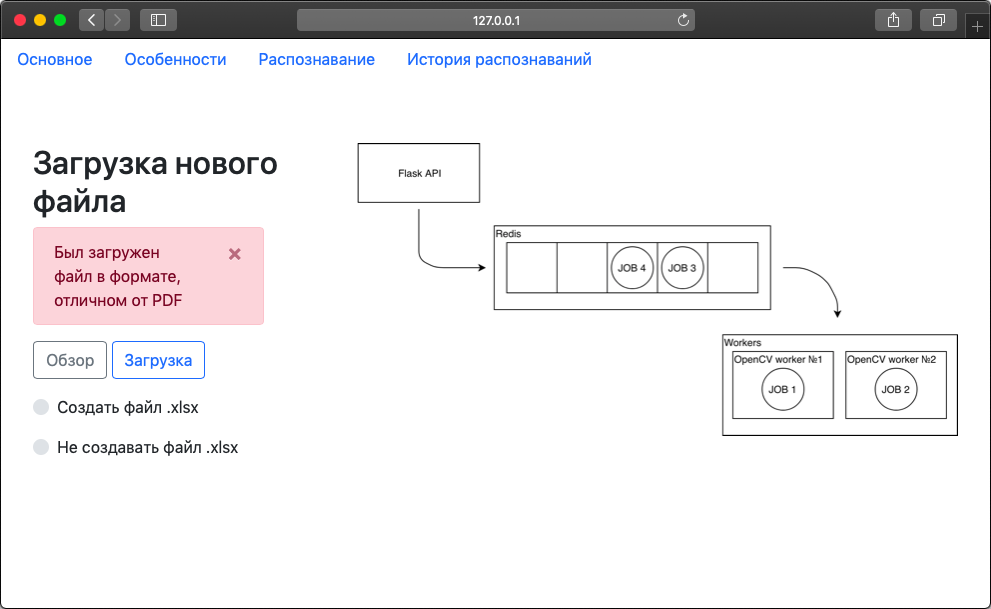 127.0.0.1
Основное Особенности Распознавание История распознаваний
Загрузка нового
файла
Был загружен
файл в формате,
отличном от PDF
Обзор Загрузка
Создать файл .xlsx
Не создавать файл .xlsx
Flask API
Redis
JOB 4 JOB 3
Workers
OpenCV worker №1 OpenCV worker №2
JOB 1 JOB 2